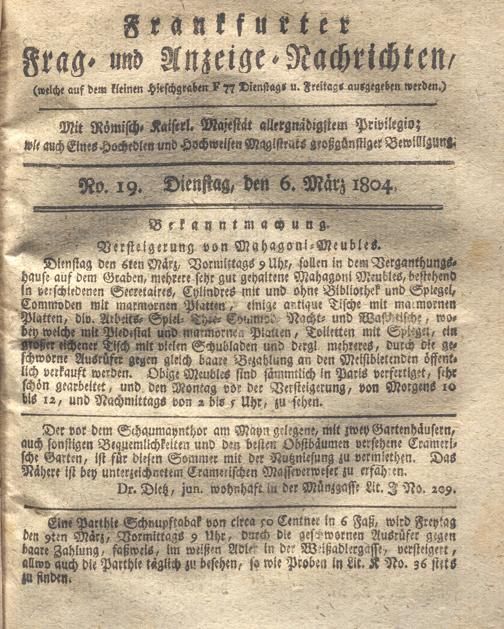 Frankfurter
Frag- und Anzeige-Nachrichten,
(welche auf dem kleinen Hirschgraben F 77 Dienstags u. Freitags ausgegeben werden.)
Mit Römisch-Kaiserl. Majestät allergnädigstem Privilegio;
wie auch Eines Hochedlen und Hochweisen Magistrats großgünstiger Bewilligung.
No. 19. Dienstag, den 6. März 1804.
Bekanntmachung.
Versteigerung von Mahagoni-Meubles.
Dienstag den 6ten März, Vormittags 9 Uhr, sollen in dem Verganthungs-
hause auf dem Graben, mehrere sehr gut gehaltene Mahagoni Meubles, bestehend
in verschiedenen Secretaires, Cylindres mit und ohne Bibliothek und Spiegel,
Commoden mit marmornen Platten, einige antique Tische mit marmornen
Platten, div. Arbeits- Spiel- Thee- Commod- Nacht- und Waschtische, wo-
bey welche mit Piedestal und marmornen Platten, Toiletten mit Spiegel, ein
großer eichener Tisch mit vielen Schubladen und dergl. mehreres, durch die ge-
schworne Ausrüfer gegen gleich baare Bezahlung an den Meistbietenden öffent-
lich verkauft werden. Obige Meubles sind sämmtlich in Paris verfertiget, sehr
schön gearbeitet, und den Montag vor der Versteigerung, von Morgens 10
bis 12, und Nachmittags von 2 bis 5 Uhr, zu sehen.
Der vor dem Schaumaynthor am Mayn gelegene, mit zwey Gartenhäusern,
auch sonstigen Bequemlichkeiten und den besten Obstbäumen versehene Crameri-
sche Garten, ist für diesen Sommer mit der Nutzniesung zu vermiethen. Das
Nähere ist bey unterzeichnetem Cramerischen Masseverweser zu erfahren.
Dr. Dietz, jun. wohnhaft in der Münzgasse Lit. J No. 209.
Eine Parthie Schnupftabak von circa 50 Centner in 6 Faß, wird Freytag
den 9ten März, Vormittags 9 Uhr, durch die geschwornen Ausrüfer gegen
baare Zahlung, faßweis, im weißen Adler in der Weißadlergasse, versteigert,
allwo auch die Parthie täglich zu besehen, so wie Proben in Lit. K No. 36 stets
zu finden.